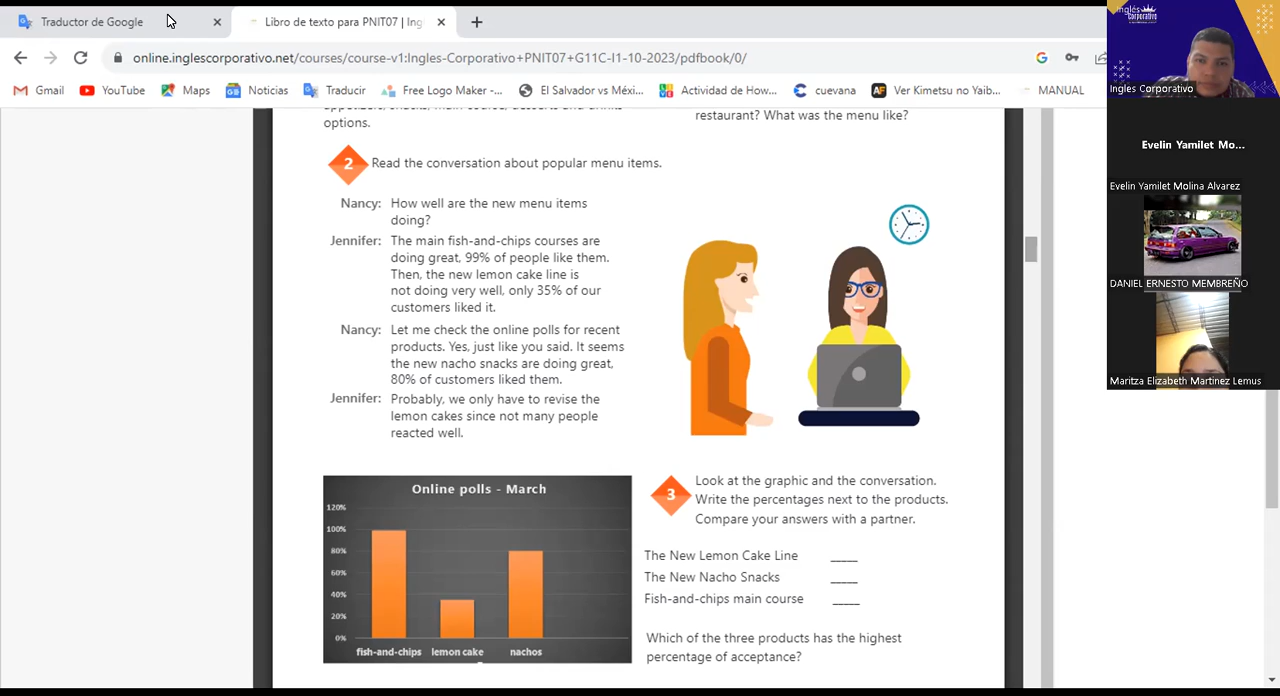 Traductor de Google
Libro de texto para PNIT07 | Ing
online.inglescorporativo.net/courses/course-v1:Ingles-Corporativo+PNIT07+G11C-I1-10-2023/pdfbook/0/
Gmail YouTube Maps Noticias Traducir Free Logo Maker -... El Salvador vs Méxi... Actividad de How... cuevana Ver Kimetsu no Yaib... MANUAL
options.
restaurant? What was the menu like?
2 Read the conversation about popular menu items.
Nancy: How well are the new menu items
doing?
Jennifer: The main fish-and-chips courses are
doing great, 99% of people like them.
Then, the new lemon cake line is
not doing very well, only 35% of our
customers liked it.
Nancy: Let me check the online polls for recent
products. Yes, just like you said. It seems
the new nacho snacks are doing great,
80% of customers liked them.
Jennifer: Probably, we only have to revise the
lemon cakes since not many people
reacted well.
Online polls - March
120%
100%
80%
60%
40%
20%
0%
fish-and-chips lemon cake nachos
3 Look at the graphic and the conversation.
Write the percentages next to the products.
Compare your answers with a partner.
The New Lemon Cake Line _____
The New Nacho Snacks _____
Fish-and-chips main course _____
Which of the three products has the highest
percentage of acceptance?
Inglés
Corporativo
Ingles Corporativo
Evelin Yamilet Mo...
Evelin Yamilet Molina Alvarez
DANIEL ERNESTO MEMBREÑO
Maritza Elizabeth Martinez Lemus